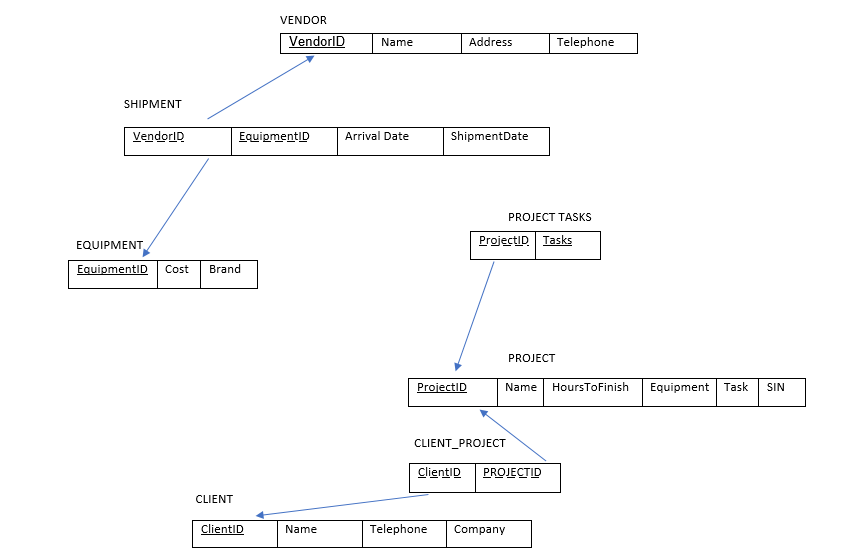 VENDOR
VendorID Name Address Telephone
SHIPMENT
VendorID EquipmentID Arrival Date ShipmentDate
PROJECT TASKS
ProjectID Tasks
EQUIPMENT
EquipmentID Cost Brand
PROJECT
ProjectID Name HoursToFinish Equipment Task SIN
CLIENT_PROJECT
ClientID PROJECTID
CLIENT
ClientID Name Telephone Company